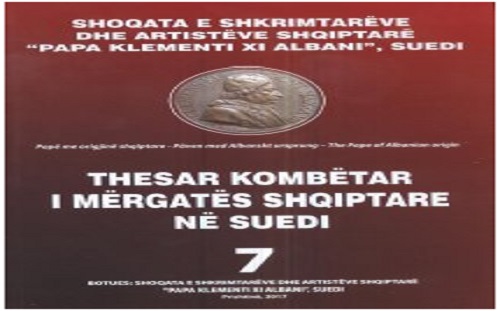 SHOQATA E SHKRIMTARËVE
DHE ARTISTËVE SHQIPTARË
"PAPA KLEMENTI XI ALBANI", SUEDI
Papë me origjinë shqiptare - Påven med Albanskt ursprung - The Pope of Albanian origin
THESAR KOMBËTAR
I MËRGATËS SHQIPTARE
NË SUEDI
7
BOTUES: SHOQATA E SHKRIMTARËVE DHE ARTISTËVE SHQIPTARË
"PAPA KLEMENTI XI ALBANI", SUEDI
Prishtinë, 2017